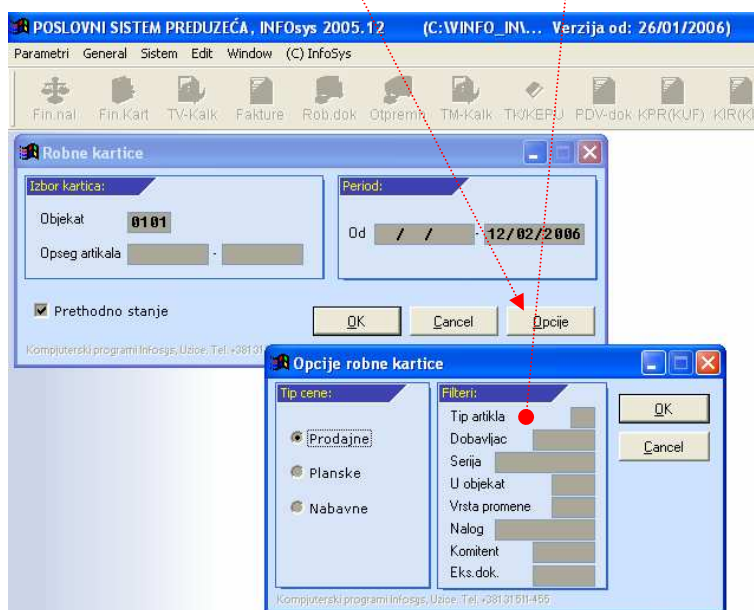 POSLOVNI SISTEM PREDUZEĆA, INFOsys 2005.12 (C:\WINFO_IN\... Verzija od: 26/01/2006)
Parametri General Sistem Edit Window (C) InfoSys
Fin.nal Fin.Kart TV-Kalk Fakture Rob.dok Otpremn TM-Kalk TK/KEPU PDV-dok KPR(KUF)
Robne kartice
Izbor kartica:
Objekat 0101
Opseg artikala -
Period:
Od / / - 12/02/2006
Prethodno stanje
OK Cancel Opcije
Kompjuterski programi Infosys, Uzice. Tel.
Opcije robne kartice
Tip cene:
Prodajne
Planske
Nabavne
Filteri:
Tip artikla
Dobavljac
Serija
U objekat
Vrsta promene
Nalog
Komitent
Eks.dok.
OK
Cancel
Kompjuterski programi Infosys, Uzice. Tel. +381 31 511-455